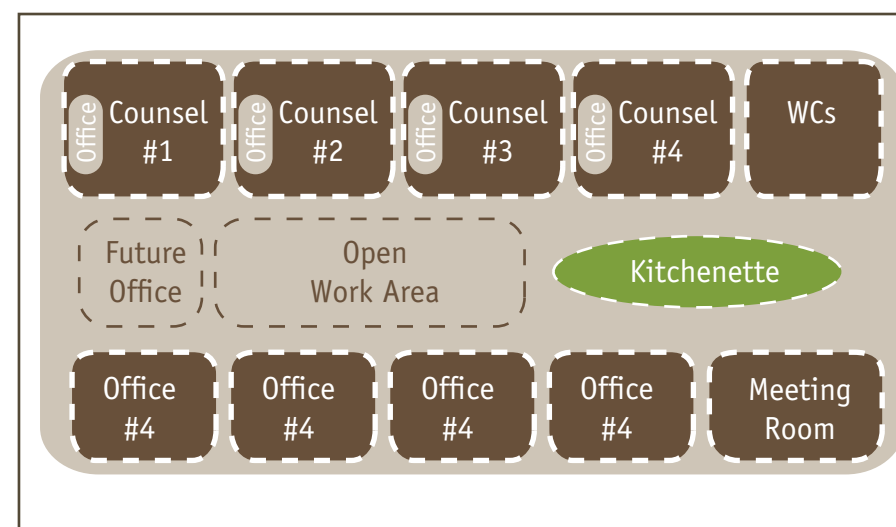 Office
Counsel
#1
Office
Counsel
#2
Office
Counsel
#3
Office
Counsel
#4
WCs
Future
Office
Open
Work Area
Kitchenette
Office
#4
Office
#4
Office
#4
Office
#4
Meeting
Room